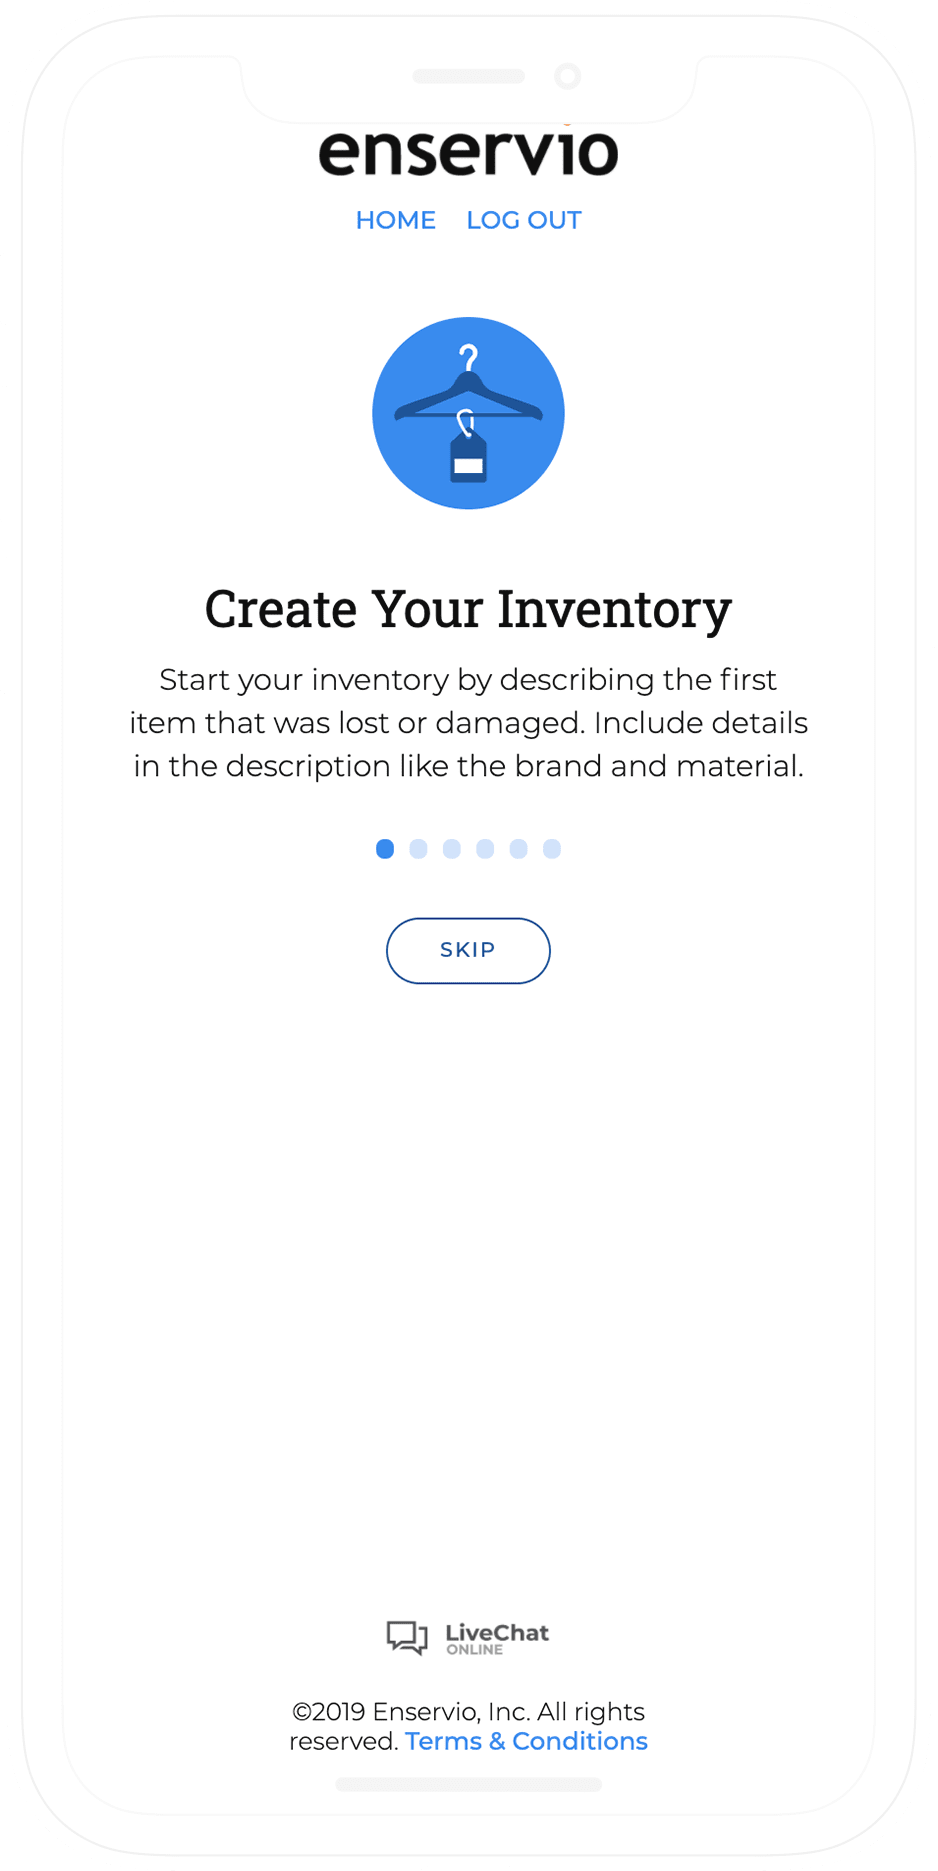 enservio
HOME LOG OUT
Create Your Inventory
Start your inventory by describing the first
item that was lost or damaged. Include details
in the description like the brand and material.
SKIP
LiveChat
ONLINE
©2019 Enservio, Inc. All rights
reserved. Terms & Conditions